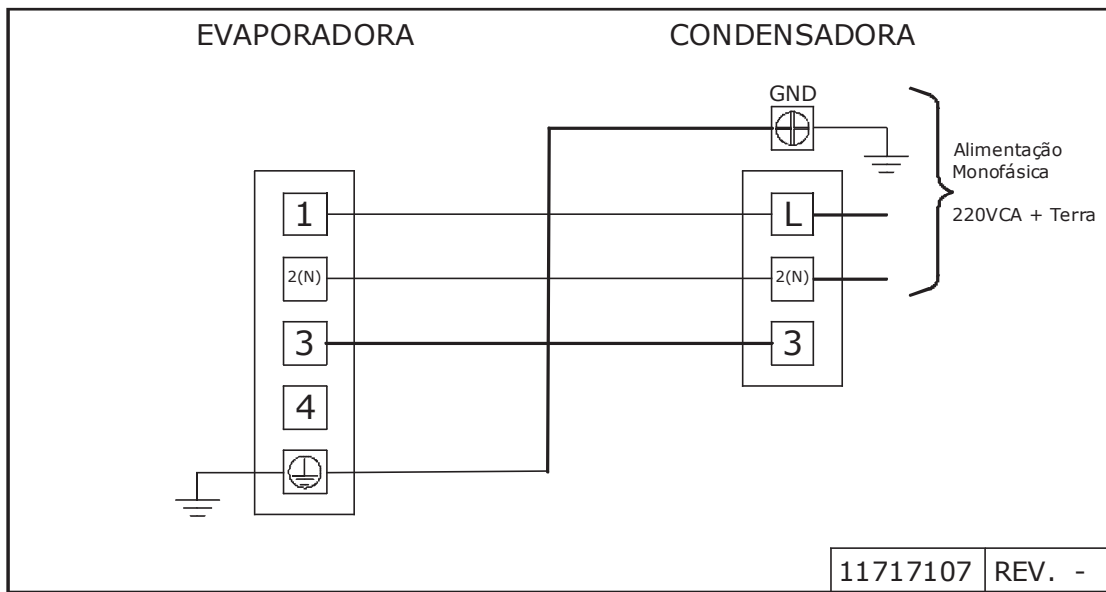 EVAPORADORA
CONDENSADORA
GND
Alimentação
Monofásica
220VCA + Terra
1
L
2(N)
2(N)
3
3
4
11717107
REV. -